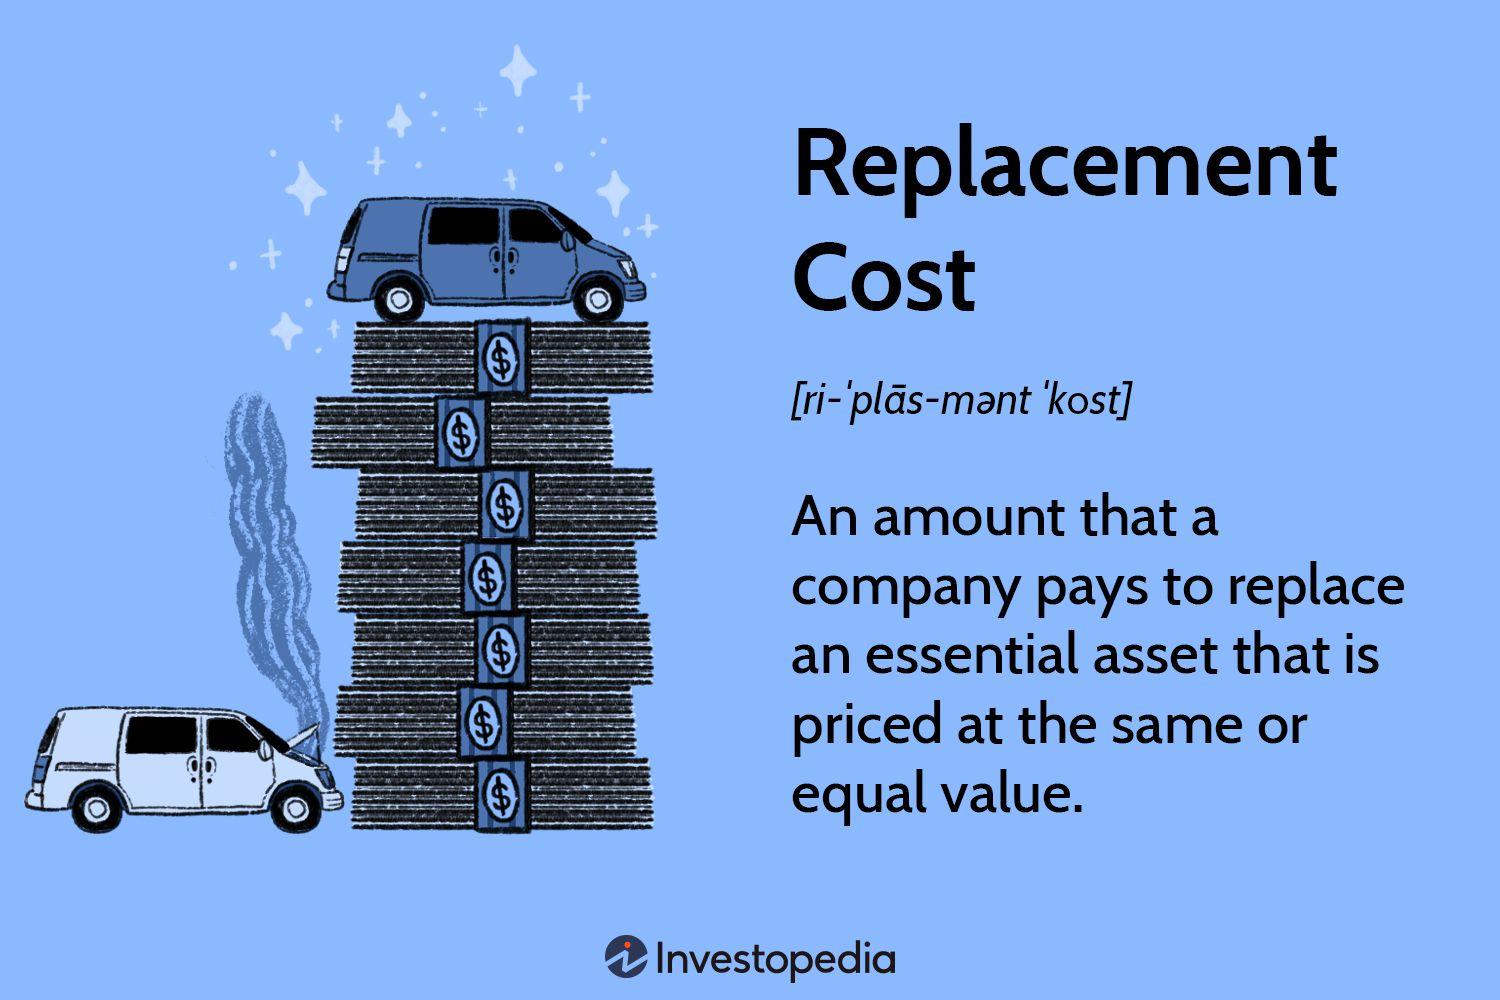 Replacement
Cost
[ri-ˈplās-mənt ˈkost]
An amount that a
company pays to replace
an essential asset that is
priced at the same or
equal value.
$
$
$
$
$
$
$
Investopedia